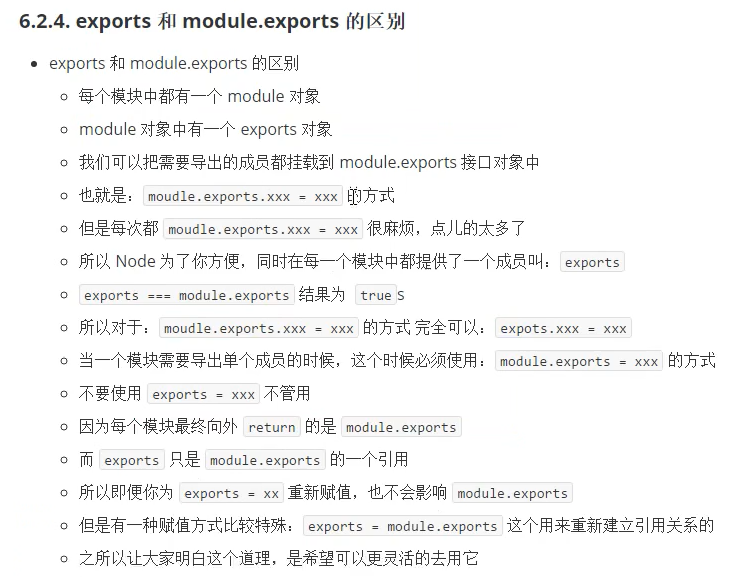 6.2.4. exports 和 module.exports 的区别
exports 和 module.exports 的区别
每个模块中都有一个 module 对象
module 对象中有一个 exports 对象
我们可以把需要导出的成员都挂载到 module.exports 接口对象中
也就是：moudle.exports.xxx = xxx 的方式
但是每次都 moudle.exports.xxx = xxx 很麻烦，点儿的太多了
所以 Node 为了你方便，同时在每一个模块中都提供了一个成员叫：exports
exports === module.exports 结果为 true s
所以对于：moudle.exports.xxx = xxx 的方式 完全可以：expots.xxx = xxx
当一个模块需要导出单个成员的时候，这个时候必须使用：module.exports = xxx 的方式
不要使用 exports = xxx 不管用
因为每个模块最终向外 return 的是 module.exports
而 exports 只是 module.exports 的一个引用
所以即便你为 exports = xx 重新赋值，也不会影响 module.exports
但是有一种赋值方式比较特殊：exports = module.exports 这个用来重新建立引用关系的
之所以让大家明白这个道理，是希望可以更灵活的去用它